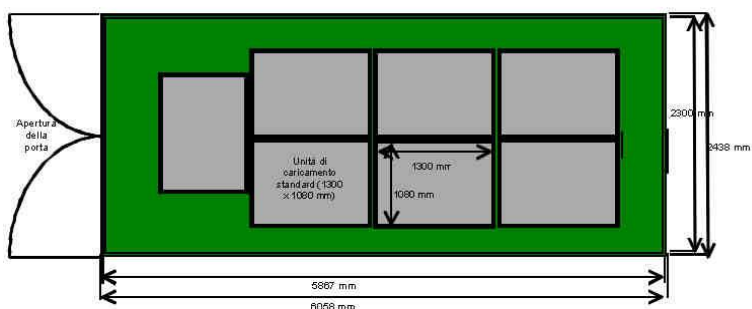 Apertura
della
porta
Unità di
caricamento
standard (1300
x 1080 mm)
1300 mm
1080 mm
2300 mm
2438 mm
5867 mm
6058 mm